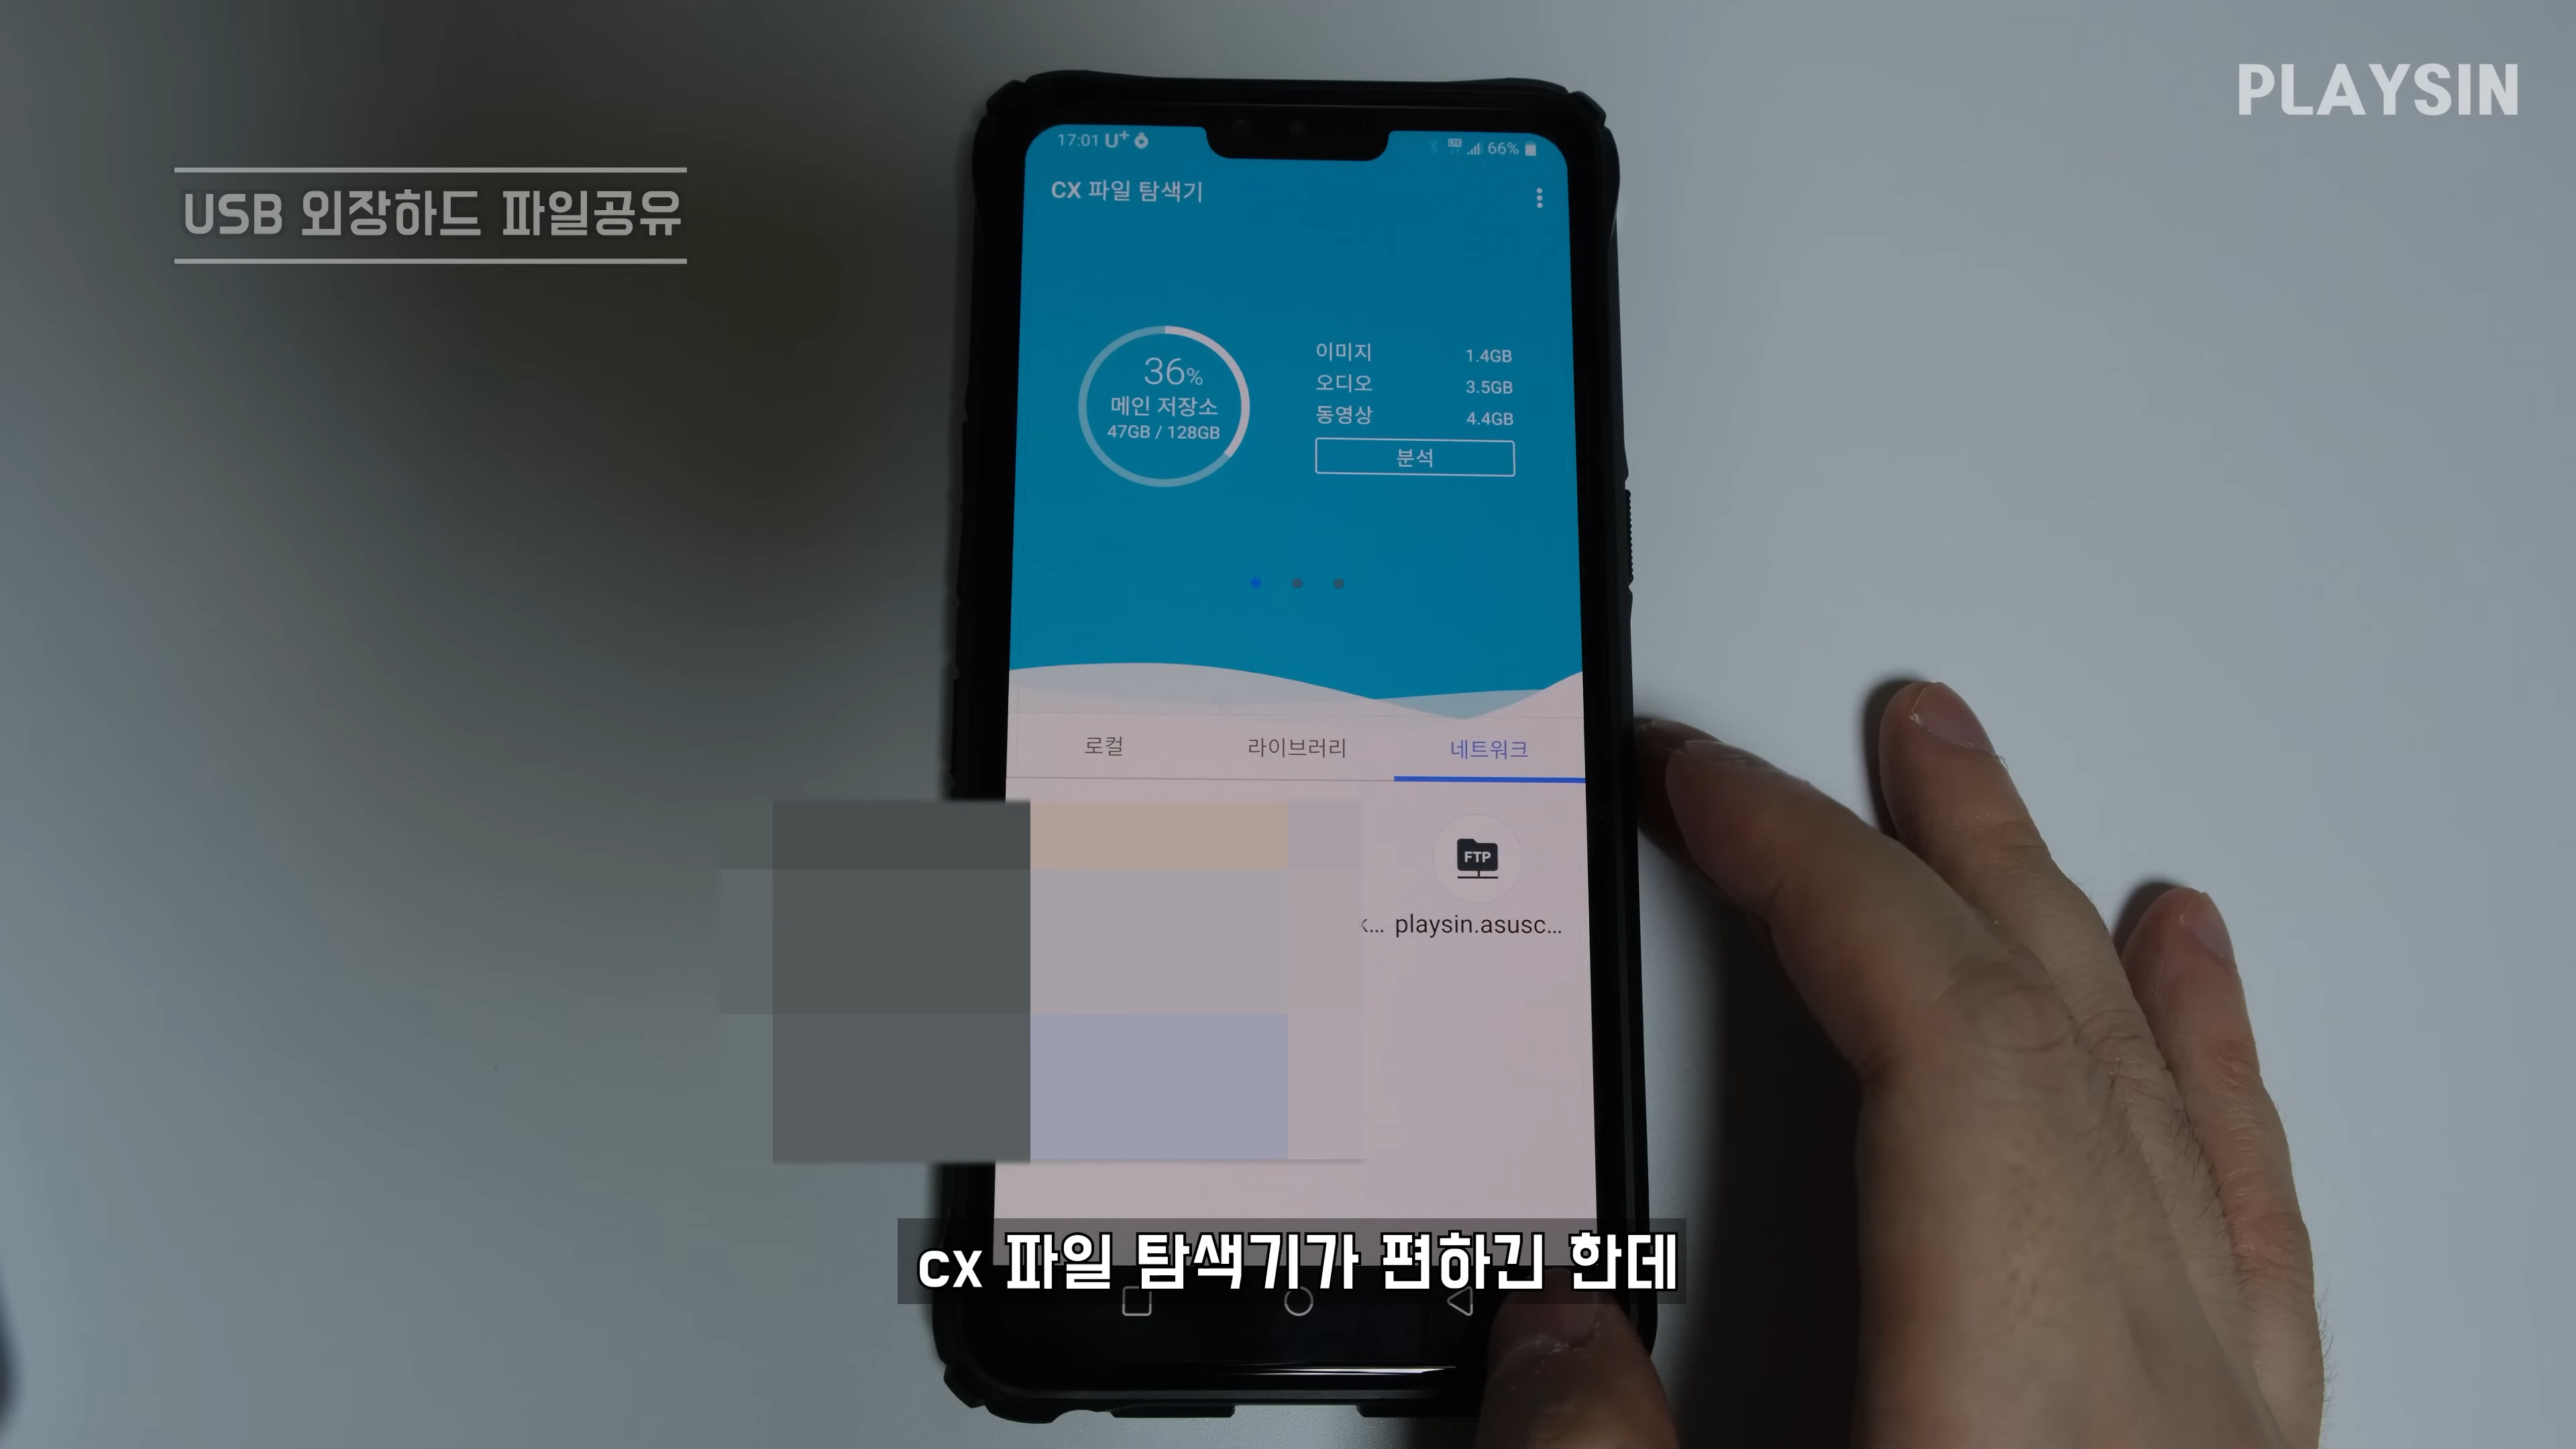 PLAYSIN
USB 외장하드 파일공유
17:01 U+
66%
CX 파일 탐색기
36%
메인 저장소
47GB / 128GB
이미지 1.4GB
오디오 3.5GB
동영상 4.4GB
분석
로컬 라이브러리 네트워크
FTP
playsin.asusc...
cx 파일 탐색기가 편하긴 한데